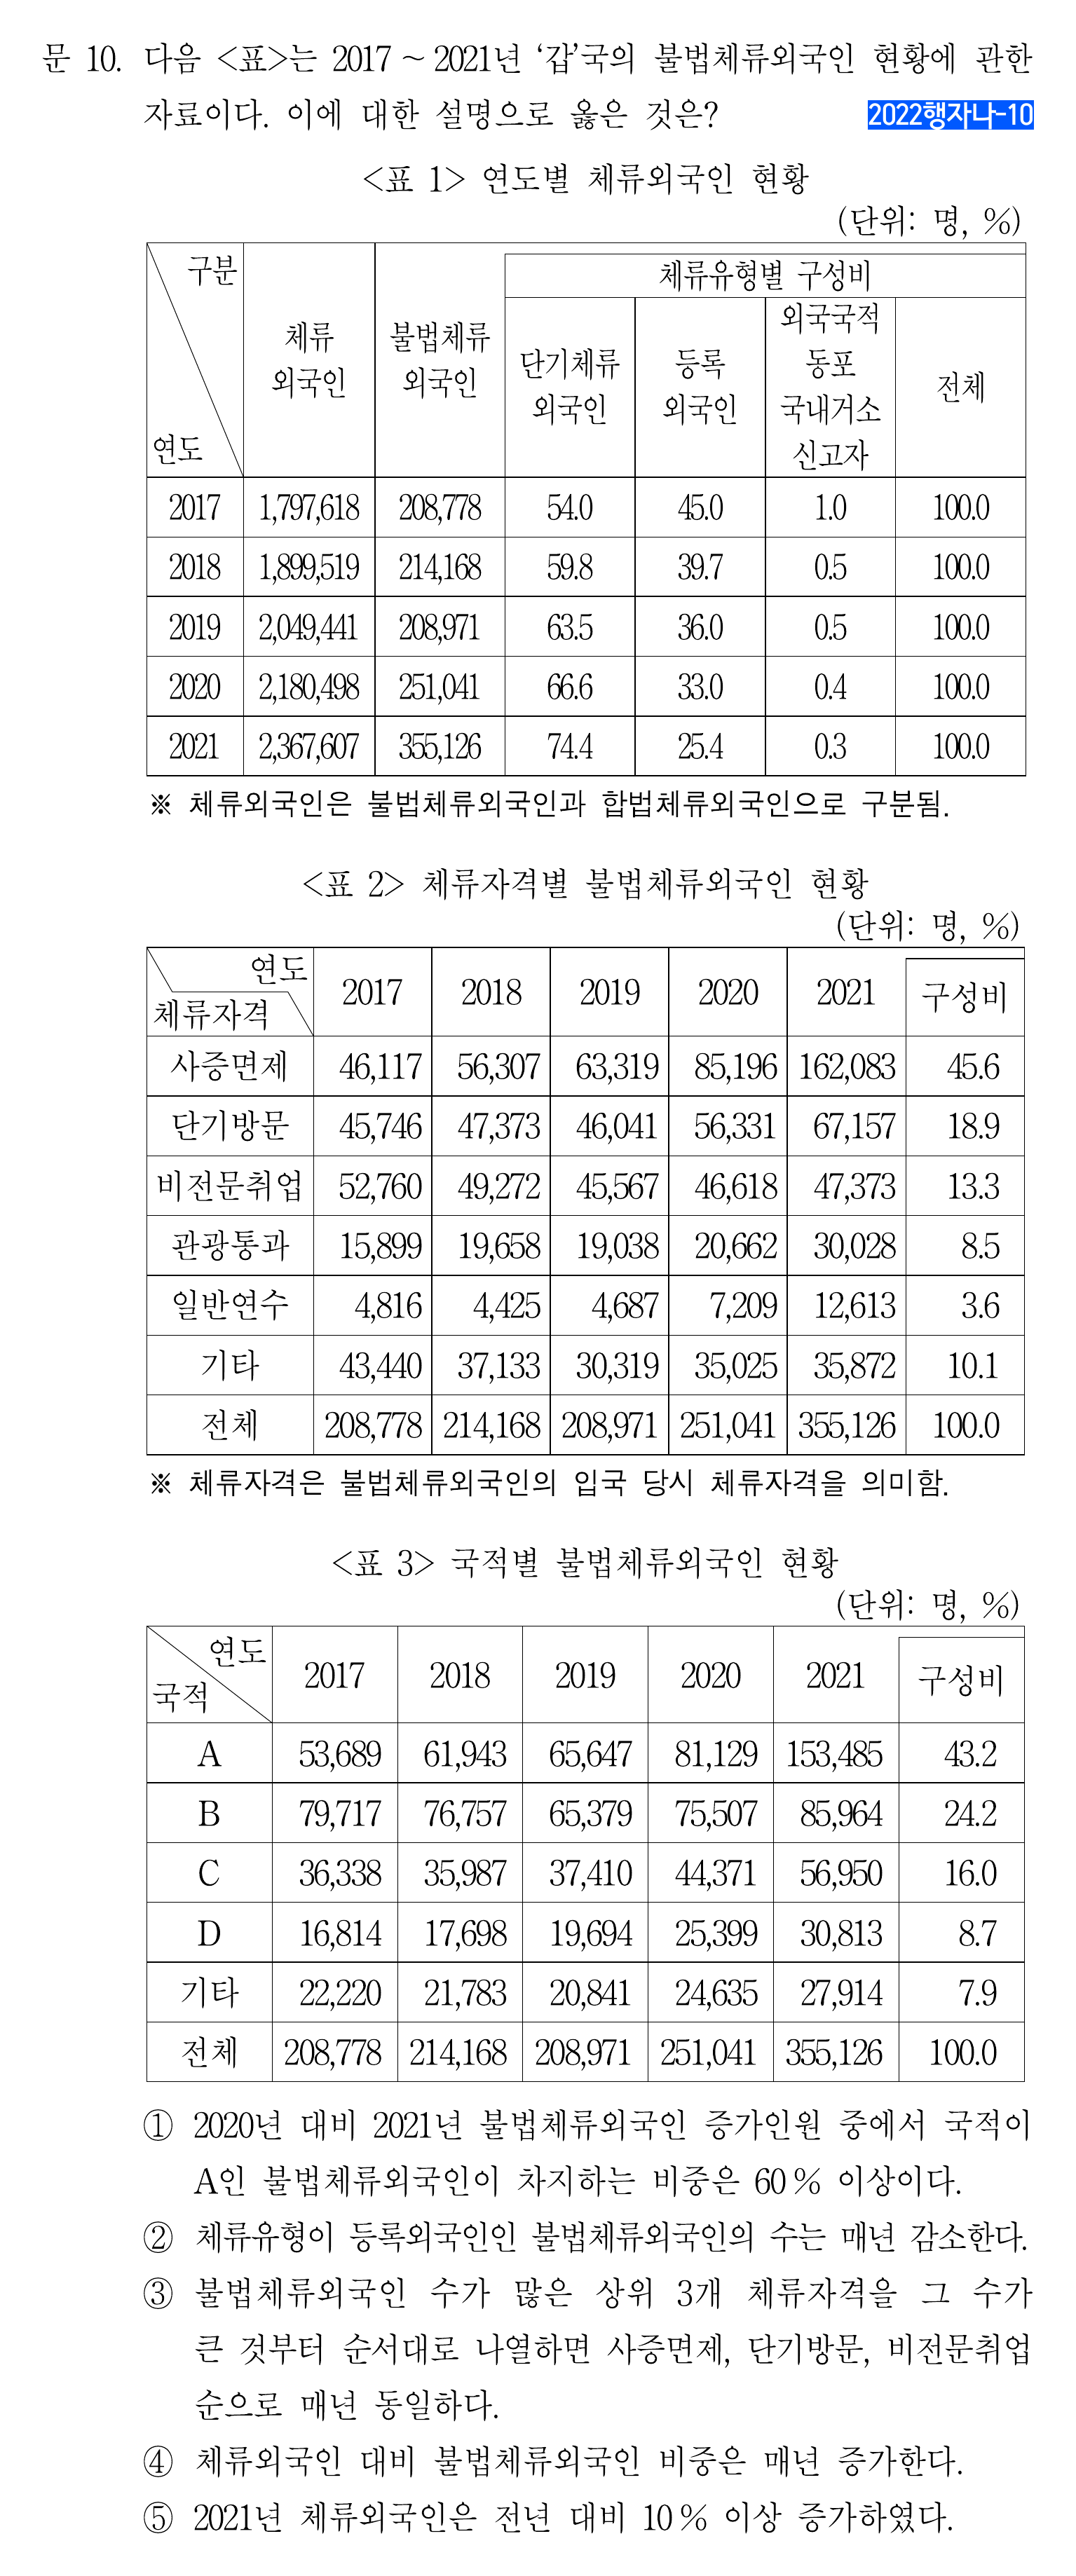 문 10. 다음 <표>는 2017 ~ 2021년 ‘갑’국의 불법체류외국인 현황에 관한
자료이다. 이에 대한 설명으로 옳은 것은? 2022행자나-10
<표 1> 연도별 체류외국인 현황
(단위: 명, %)
구분
연도
체류
외국인
불법체류
외국인
체류유형별 구성비
단기체류
외국인
등록
외국인
외국국적
동포
국내거소
신고자
전체
2017 1,797,618 208,778 54.0 45.0 1.0 100.0
2018 1,899,519 214,168 59.8 39.7 0.5 100.0
2019 2,049,441 208,971 63.5 36.0 0.5 100.0
2020 2,180,498 251,041 66.6 33.0 0.4 100.0
2021 2,367,607 355,126 74.4 25.4 0.3 100.0
※ 체류외국인은 불법체류외국인과 합법체류외국인으로 구분됨.
<표 2> 체류자격별 불법체류외국인 현황
(단위: 명, %)
연도
체류자격
2017 2018 2019 2020 2021 구성비
사증면제 46,117 56,307 63,319 85,196 162,083 45.6
단기방문 45,746 47,373 46,041 56,331 67,157 18.9
비전문취업 52,760 49,272 45,567 46,618 47,373 13.3
관광통과 15,899 19,658 19,038 20,662 30,028 8.5
일반연수 4,816 4,425 4,687 7,209 12,613 3.6
기타 43,440 37,133 30,319 35,025 35,872 10.1
전체 208,778 214,168 208,971 251,041 355,126 100.0
※ 체류자격은 불법체류외국인의 입국 당시 체류자격을 의미함.
<표 3> 국적별 불법체류외국인 현황
(단위: 명, %)
연도
국적
2017 2018 2019 2020 2021 구성비
A 53,689 61,943 65,647 81,129 153,485 43.2
B 79,717 76,757 65,379 75,507 85,964 24.2
C 36,338 35,987 37,410 44,371 56,950 16.0
D 16,814 17,698 19,694 25,399 30,813 8.7
기타 22,220 21,783 20,841 24,635 27,914 7.9
전체 208,778 214,168 208,971 251,041 355,126 100.0
① 2020년 대비 2021년 불법체류외국인 증가인원 중에서 국적이
A인 불법체류외국인이 차지하는 비중은 60 % 이상이다.
② 체류유형이 등록외국인인 불법체류외국인의 수는 매년 감소한다.
③ 불법체류외국인 수가 많은 상위 3개 체류자격을 그 수가
큰 것부터 순서대로 나열하면 사증면제, 단기방문, 비전문취업
순으로 매년 동일하다.
④ 체류외국인 대비 불법체류외국인 비중은 매년 증가한다.
⑤ 2021년 체류외국인은 전년 대비 10 % 이상 증가하였다.